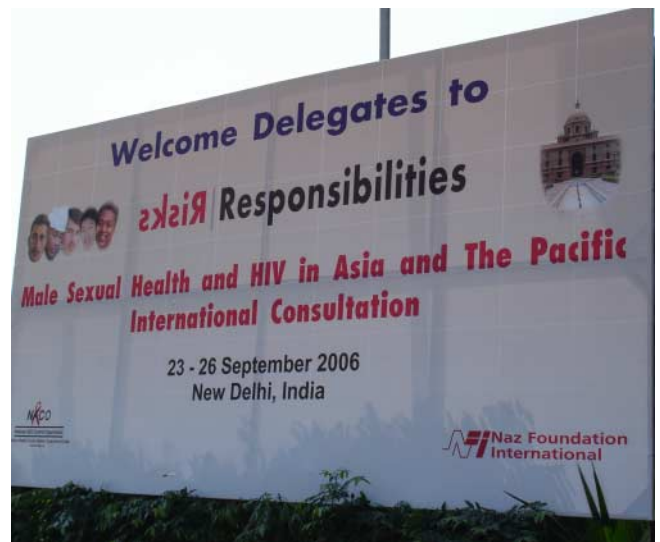 Welcome Delegates to
Risks | Responsibilities
Male Sexual Health and HIV in Asia and The Pacific
International Consultation
23 - 26 September 2006
New Delhi, India
NACO
Naz Foundation
International